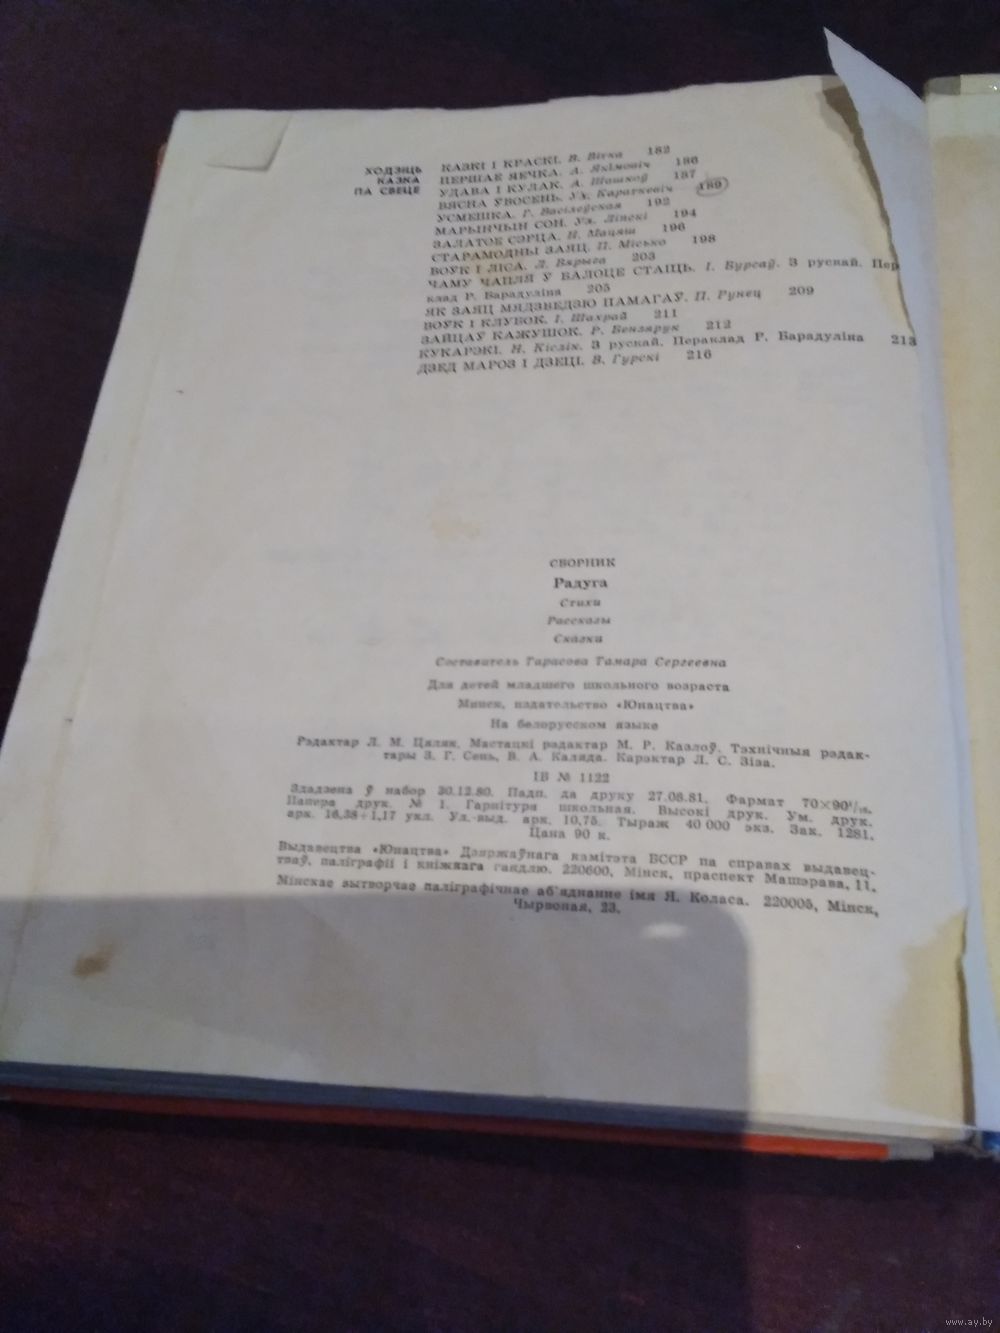 ХОДЗІЦЬ
КАЗКА
ПА СВЕЦЕ
КАЗКІ І КРАСКІ. В. Вітка 182
ПЕРШАЕ ЯЕЧКА. А. Якімовіч 186
УДАВА І КУЛАК. А. Шашкоў 187
ВЯСНА ЎВОСЕНЬ. Ул. Караткевіч 189
УСМЕШКА. Г. Васілеўская 192
МАРЫНЧЫН СОН. Ул. Ліпскі 194
ЗАЛАТОЕ СЭРЦА. Н. Мацяш 196
СТАРАМОДНЫ ЗАЯЦ. П. Місько 198
ВОЎК І ЛІСА. Л. Вярыга 203
ЧАМУ ЧАПЛЯ Ў БАЛОЦЕ СТАІЦЬ. І. Бурсаў. З рускай. Пер
клад Р. Барадуліна 205
ЯК ЗАЯЦ МЯДЗВЕДЗЮ ПАМАГАЎ. П. Рунец 209
ВОЎК І КЛУБОК. І. Шахрай 211
ЗАЙЦАЎ КАЖУШОК. Р. Бензярук 212
КУКАРЭКІ. Н. Кіслік. З рускай. Пераклад Р. Барадуліна 213
ДЗЕД МАРОЗ І ДЗЕЦІ. В. Гурскі 216
СБОРНИК
Радуга
Стихи
Рассказы
Сказки
Составитель Тарасова Тамара Сергеевна
Для детей младшего школьного возраста
Минск, издательство «Юнацтва»
На белорусском языке
Рэдактар Л. М. Цяляк. Мастацкі рэдактар М. Р. Казлоў. Тэхнічныя рэдак-
тары З. Г. Сень, В. А. Каляда. Карэктар Л. С. Зіза.
ІБ № 1122
Здадзена ў набор 30.12.80. Падп. да друку 27.08.81. Фармат 70×90¹/₁₆.
Папера друк. № 1. Гарнітура школьная. Высокі друк. Ум. друк.
арк. 16,38+1,17 укл. Ул.-выд. арк. 10,75. Тыраж 40 000 экз. Зак. 1281.
Цана 90 к.
Выдавецтва «Юнацтва» Дзяржаўнага камітэта БССР па справах выдавец-
тваў, паліграфіі і кніжнага гандлю. 220600, Мінск, праспект Машэрава, 11.
Мінскае вытворчае паліграфічнае аб'яднанне імя Я. Коласа. 220005, Мінск,
Чырвоная, 23.
www.ay.by